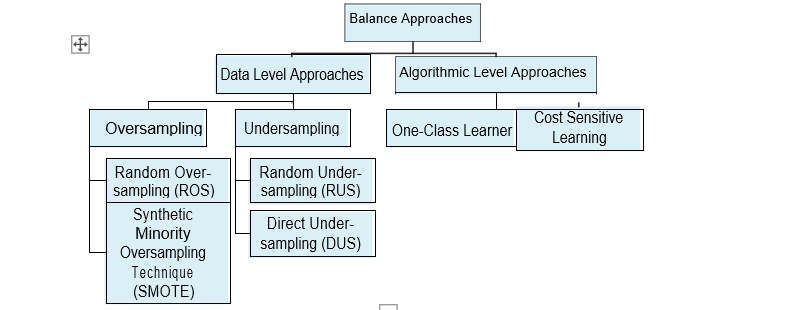 Balance Approaches
Data Level Approaches
Algorithmic Level Approaches
Oversampling
Undersampling
One-Class Learner
Cost Sensitive
Learning
Random Over-
sampling (ROS)
Random Under-
sampling (RUS)
Synthetic
Minority
Oversampling
Technique
(SMOTE)
Direct Under-
sampling (DUS)